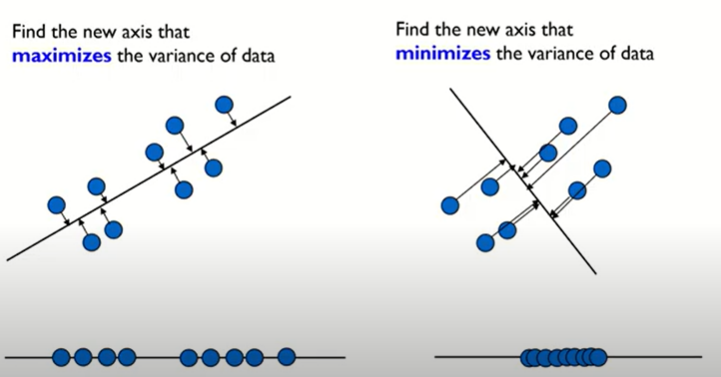 Find the new axis that
maximizes the variance of data
Find the new axis that
minimizes the variance of data